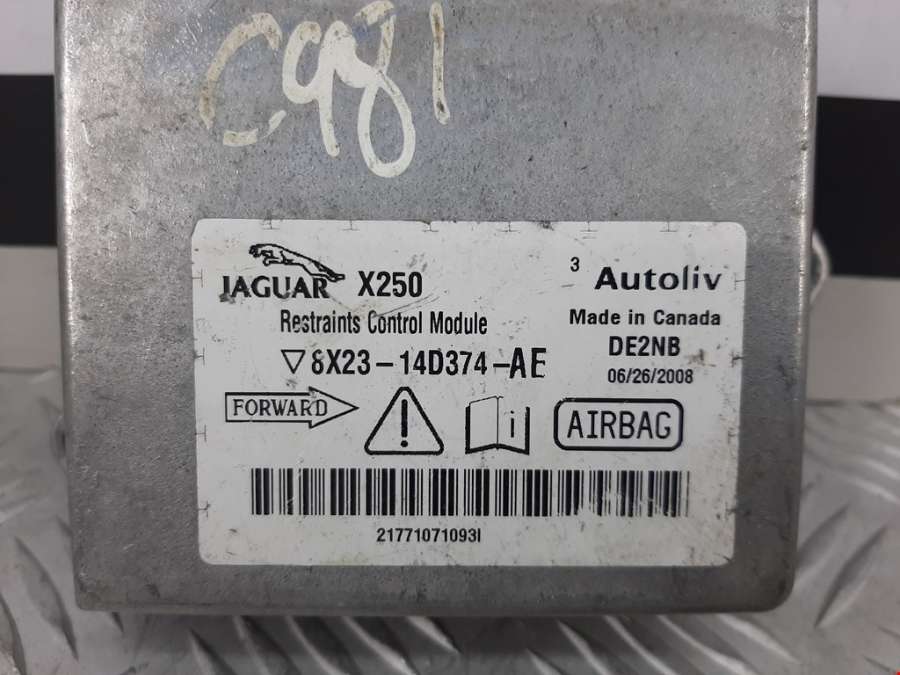 C981
JAGUAR X250
3 Autoliv
Restraints Control Module
Made in Canada
▽8X23-14D374-AE
DE2NB
06/26/2008
FORWARD
! i AIRBAG
21771071093I